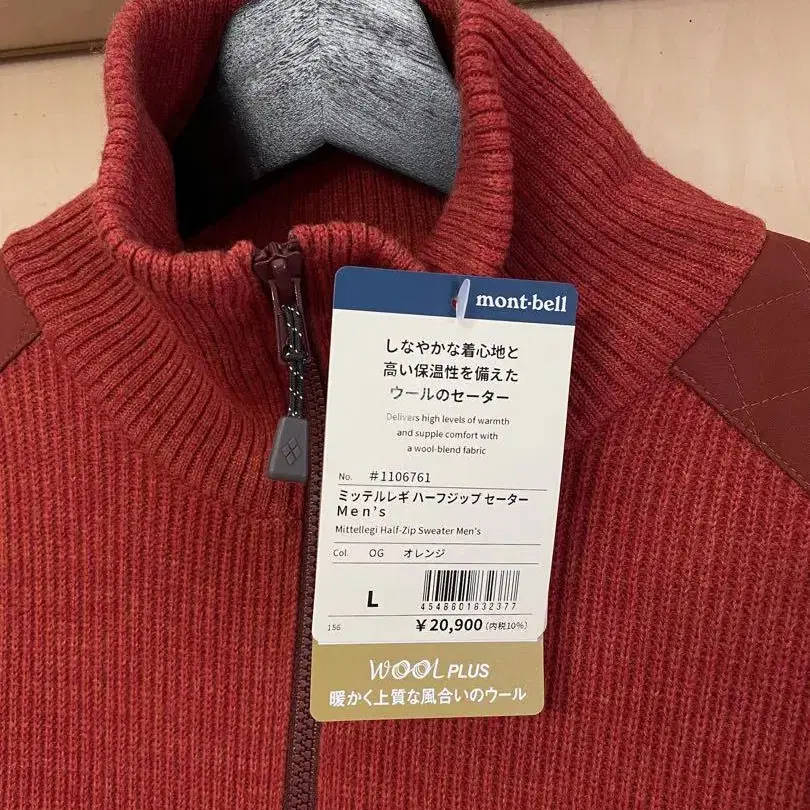 mont-bell
しなやかな着心地と
高い保温性を備えた
ウールのセーター
Delivers high levels of warmth
and supple comfort with
a wool-blend fabric
No. #1106761
ミッテルレギ ハーフジップ セーター
Men's
Mittellegi Half-Zip Sweater Men's
Col. OG オレンジ
L
4548801632377
156 ¥20,900(内税10%)
WOOL PLUS
暖かく上質な風合いのウール